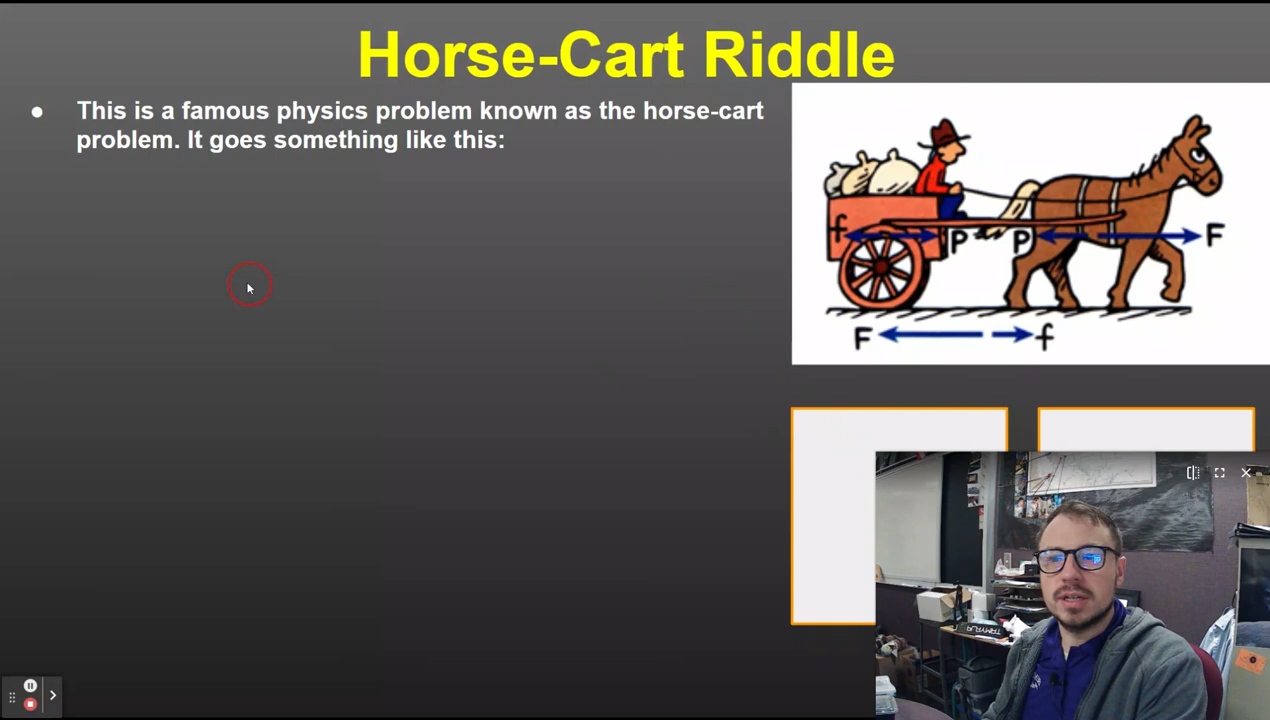 Horse-Cart Riddle
● This is a famous physics problem known as the horse-cart
problem. It goes something like this:
f P P F
F f